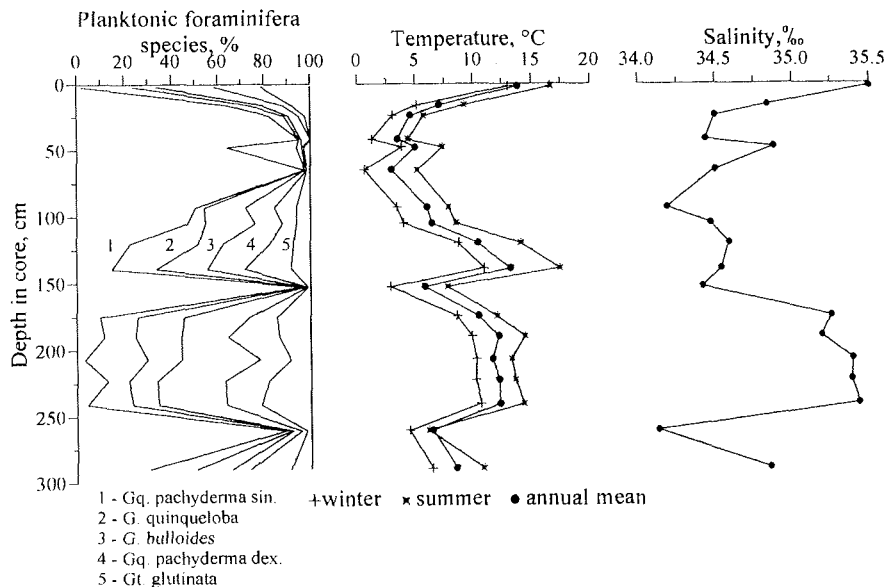 Planktonic foraminifera
species, %
0 20 40 60 80 100
Temperature, °C
0 5 10 15 20
Salinity,‰
34.0 34.5 35.0 35.5
Depth in core, cm
0
50
100
150
200
250
300
1 2 3 4 5
1 - Gq. pachyderma sin.
2 - G. quinqueloba
3 - G. bulloides
4 - Gq. pachyderma dex.
5 - Gt. glutinata
+winter summer annual mean